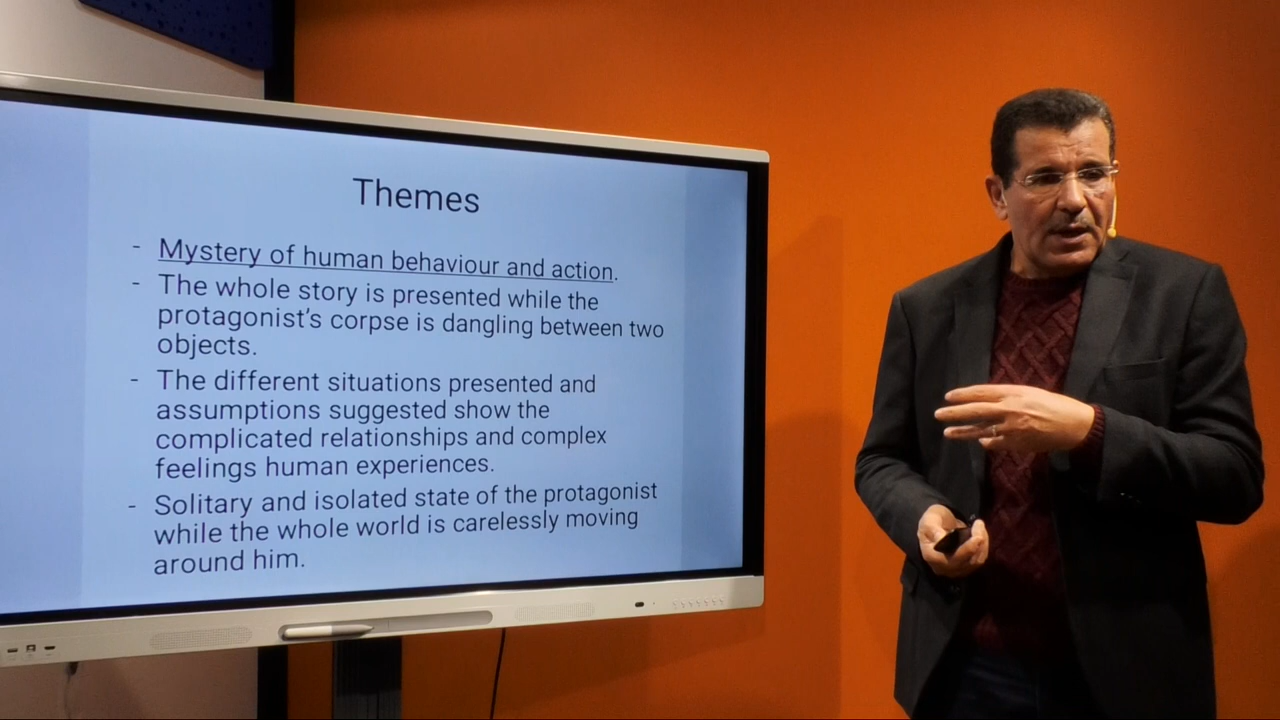 Themes
- Mystery of human behaviour and action.
- The whole story is presented while the
protagonist's corpse is dangling between two
objects.
- The different situations presented and
assumptions suggested show the
complicated relationships and complex
feelings human experiences.
- Solitary and isolated state of the protagonist
while the whole world is carelessly moving
around him.